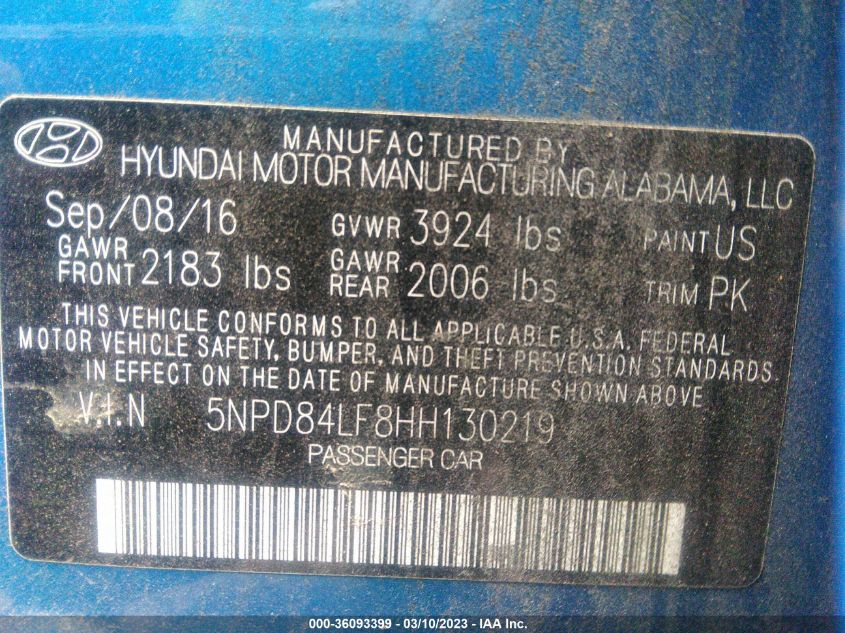 MANUFACTURED BY
HYUNDAI MOTOR MANUFACTURING ALABAMA, LLC
Sep/08/16 GVWR 3924 lbs PAINT US
GAWR FRONT 2183 lbs GAWR REAR 2006 lbs TRIM PK
THIS VEHICLE CONFORMS TO ALL APPLICABLE U.S.A. FEDERAL
MOTOR VEHICLE SAFETY, BUMPER, AND THEFT PREVENTION STANDARDS
IN EFFECT ON THE DATE OF MANUFACTURE SHOWN ABOVE
V.I.N 5NPD84LF8HH130219
PASSENGER CAR
000-36093399 - 03/10/2023 - IAA Inc.